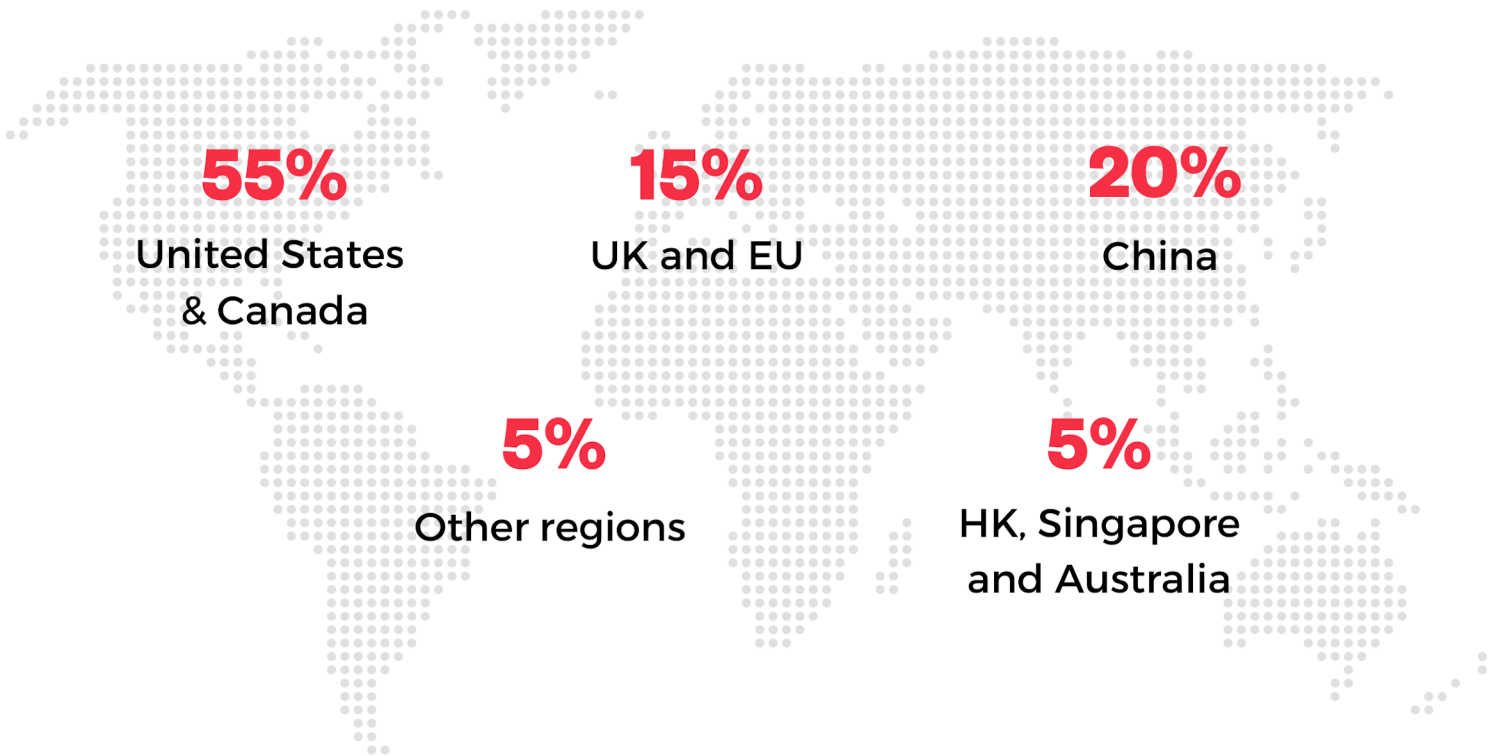 55%
United States
& Canada
15%
UK and EU
20%
China
5%
Other regions
5%
HK, Singapore
and Australia